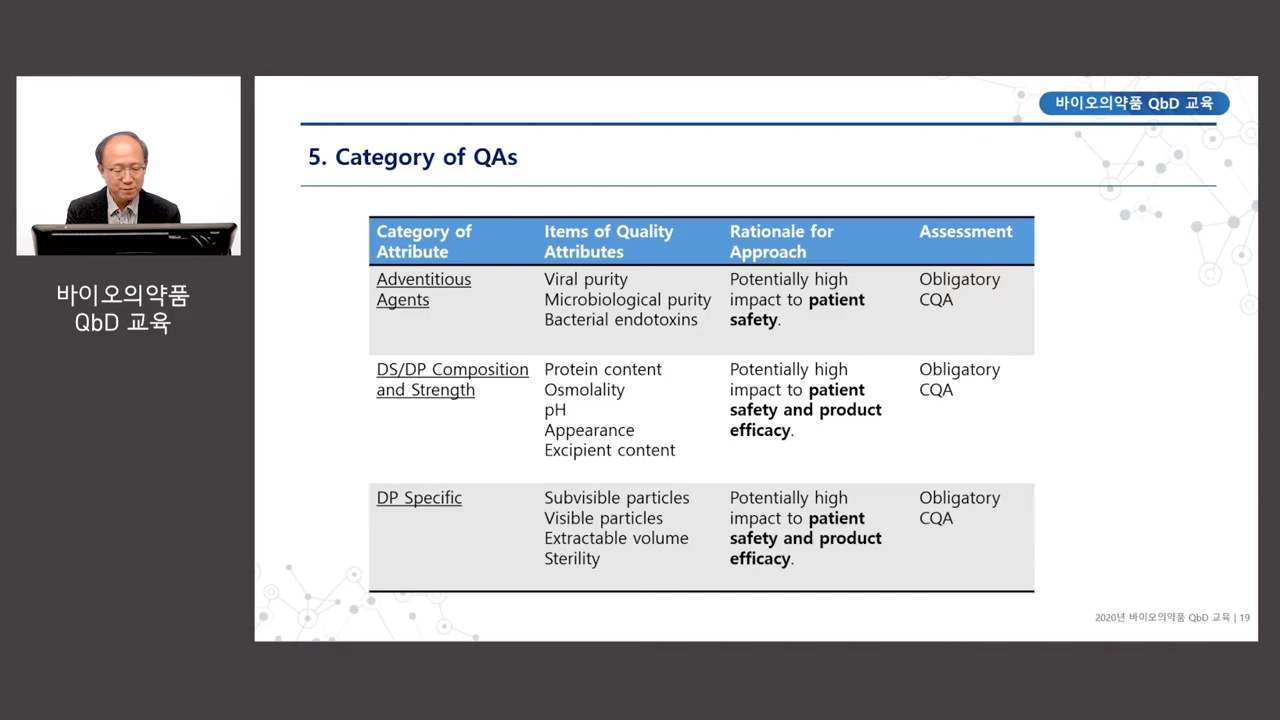 바이오의약품
QbD 교육
바이오의약품 QbD 교육
5. Category of QAs
Category of
Attribute
Items of Quality
Attributes
Rationale for
Approach
Assessment
Adventitious
Agents
Viral purity
Microbiological purity
Bacterial endotoxins
Potentially high
impact to patient
safety.
Obligatory
CQA
DS/DP Composition
and Strength
Protein content
Osmolality
pH
Appearance
Excipient content
Potentially high
impact to patient
safety and product
efficacy.
Obligatory
CQA
DP Specific
Subvisible particles
Visible particles
Extractable volume
Sterility
Potentially high
impact to patient
safety and product
efficacy.
Obligatory
CQA
2020년 바이오의약품 QbD 교육 | 19